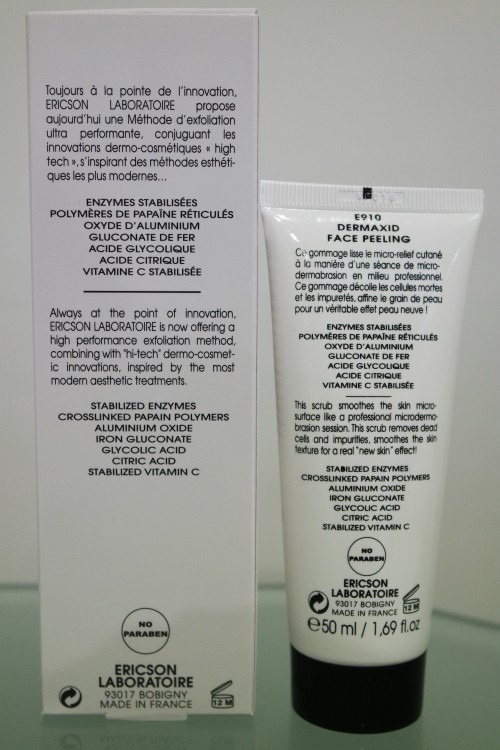 Toujours à la pointe de l'innovation,
ERICSON LABORATOIRE propose
aujourd'hui une Méthode d'exfoliation
ultra performante, conjuguant les
innovations dermo-cosmétiques « high
tech », s'inspirant des méthodes esthéti-
ques les plus modernes...
ENZYMES STABILISÉES
POLYMÈRES DE PAPAÏNE RÉTICULÉS
OXYDE D'ALUMINIUM
GLUCONATE DE FER
ACIDE GLYCOLIQUE
ACIDE CITRIQUE
VITAMINE C STABILISÉE
Always at the point of innovation,
ERICSON LABORATOIRE is now offering a
high performance exfoliation method,
combining with "hi-tech" dermo-cosmet-
ic innovations, inspired by the most
modern aesthetic treatments.
STABILIZED ENZYMES
CROSSLINKED PAPAIN POLYMERS
ALUMINIUM OXIDE
IRON GLUCONATE
GLYCOLIC ACID
CITRIC ACID
STABILIZED VITAMIN C
NO
PARABEN
ERICSON
LABORATOIRE
93017 BOBIGNY
MADE IN FRANCE
12 M
E910
DERMAXID
FACE PEELING
Ce gommage lisse le micro-relief cutané
à la manière d'une séance de micro-
dermabrasion en milieu professionnel.
Ce gommage décolle les cellules mortes
et les impuretés, affine le grain de peau
pour un véritable effet peau neuve !
ENZYMES STABILISÉES
POLYMÈRES DE PAPAÏNE RÉTICULÉS
OXYDE D'ALUMINIUM
GLUCONATE DE FER
ACIDE GLYCOLIQUE
ACIDE CITRIQUE
VITAMINE C STABILISÉE
This scrub smoothes the skin micro-
surface like a professional microderma-
brasion session. This scrub removes dead
cells and impurities, smoothes the skin
texture for a real "new skin" effect!
STABILIZED ENZYMES
CROSSLINKED PAPAIN POLYMERS
ALUMINIUM OXIDE
IRON GLUCONATE
GLYCOLIC ACID
CITRIC ACID
STABILIZED VITAMIN C
NO
PARABEN
ERICSON
LABORATOIRE
93017 BOBIGNY
MADE IN FRANCE
12 M
℮50 ml / 1,69 fl.oz